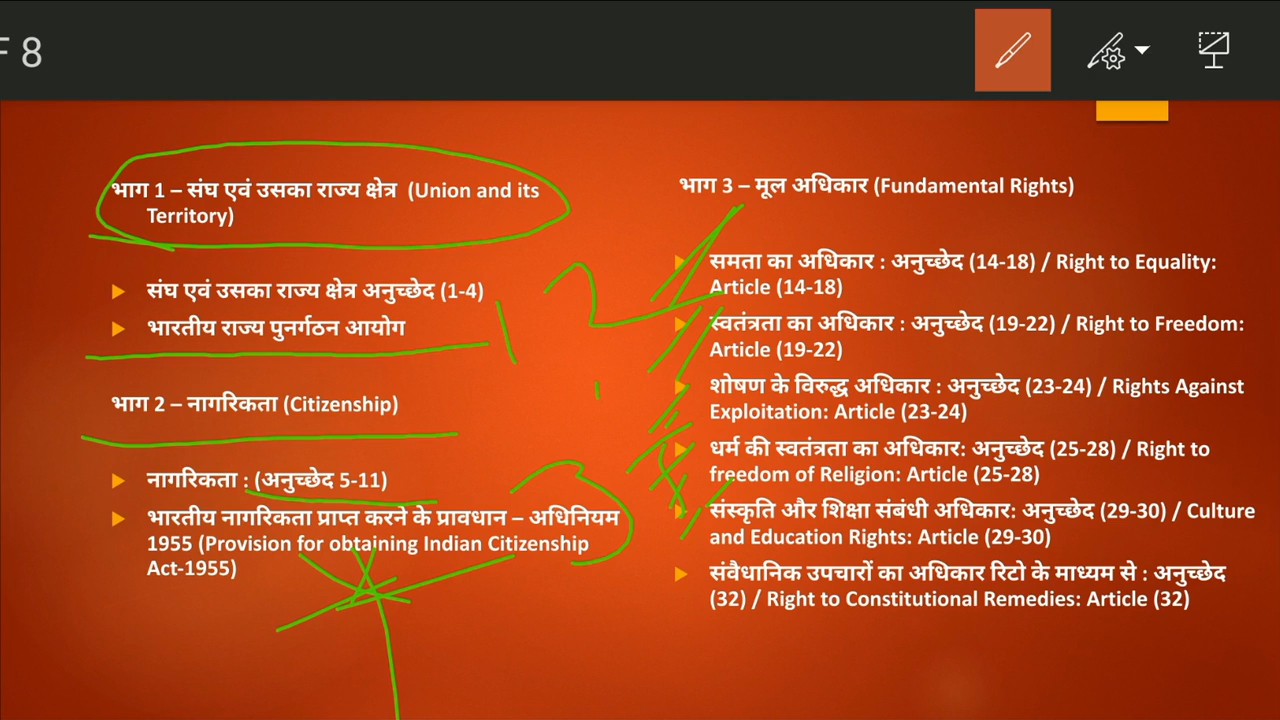 F 8
भाग 1 – संघ एवं उसका राज्य क्षेत्र (Union and its
Territory)
संघ एवं उसका राज्य क्षेत्र अनुच्छेद (1-4)
भारतीय राज्य पुनर्गठन आयोग
भाग 2 – नागरिकता (Citizenship)
नागरिकता : (अनुच्छेद 5-11)
भारतीय नागरिकता प्राप्त करने के प्रावधान – अधिनियम
1955 (Provision for obtaining Indian Citizenship
Act-1955)
भाग 3 – मूल अधिकार (Fundamental Rights)
समता का अधिकार : अनुच्छेद (14-18) / Right to Equality:
Article (14-18)
स्वतंत्रता का अधिकार : अनुच्छेद (19-22) / Right to Freedom:
Article (19-22)
शोषण के विरुद्ध अधिकार : अनुच्छेद (23-24) / Rights Against
Exploitation: Article (23-24)
धर्म की स्वतंत्रता का अधिकार: अनुच्छेद (25-28) / Right to
freedom of Religion: Article (25-28)
संस्कृति और शिक्षा संबंधी अधिकार: अनुच्छेद (29-30) / Culture
and Education Rights: Article (29-30)
संवैधानिक उपचारों का अधिकार रिटो के माध्यम से : अनुच्छेद
(32) / Right to Constitutional Remedies: Article (32)